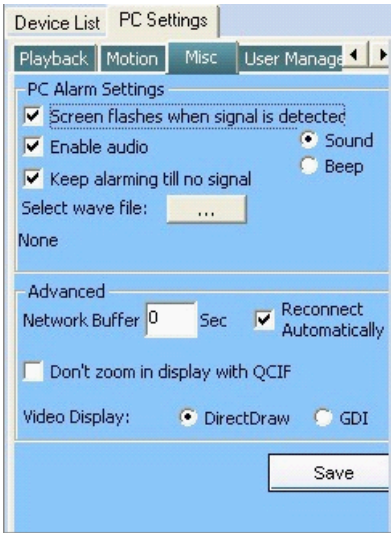 Device List PC Settings
Playback Motion Misc User Manage
PC Alarm Settings
Screen flashes when signal is detected
Enable audio
Sound
Beep
Keep alarming till no signal
Select wave file: ...
None
Advanced
Network Buffer 0 Sec
Reconnect
Automatically
Don't zoom in display with QCIF
Video Display: DirectDraw GDI
Save